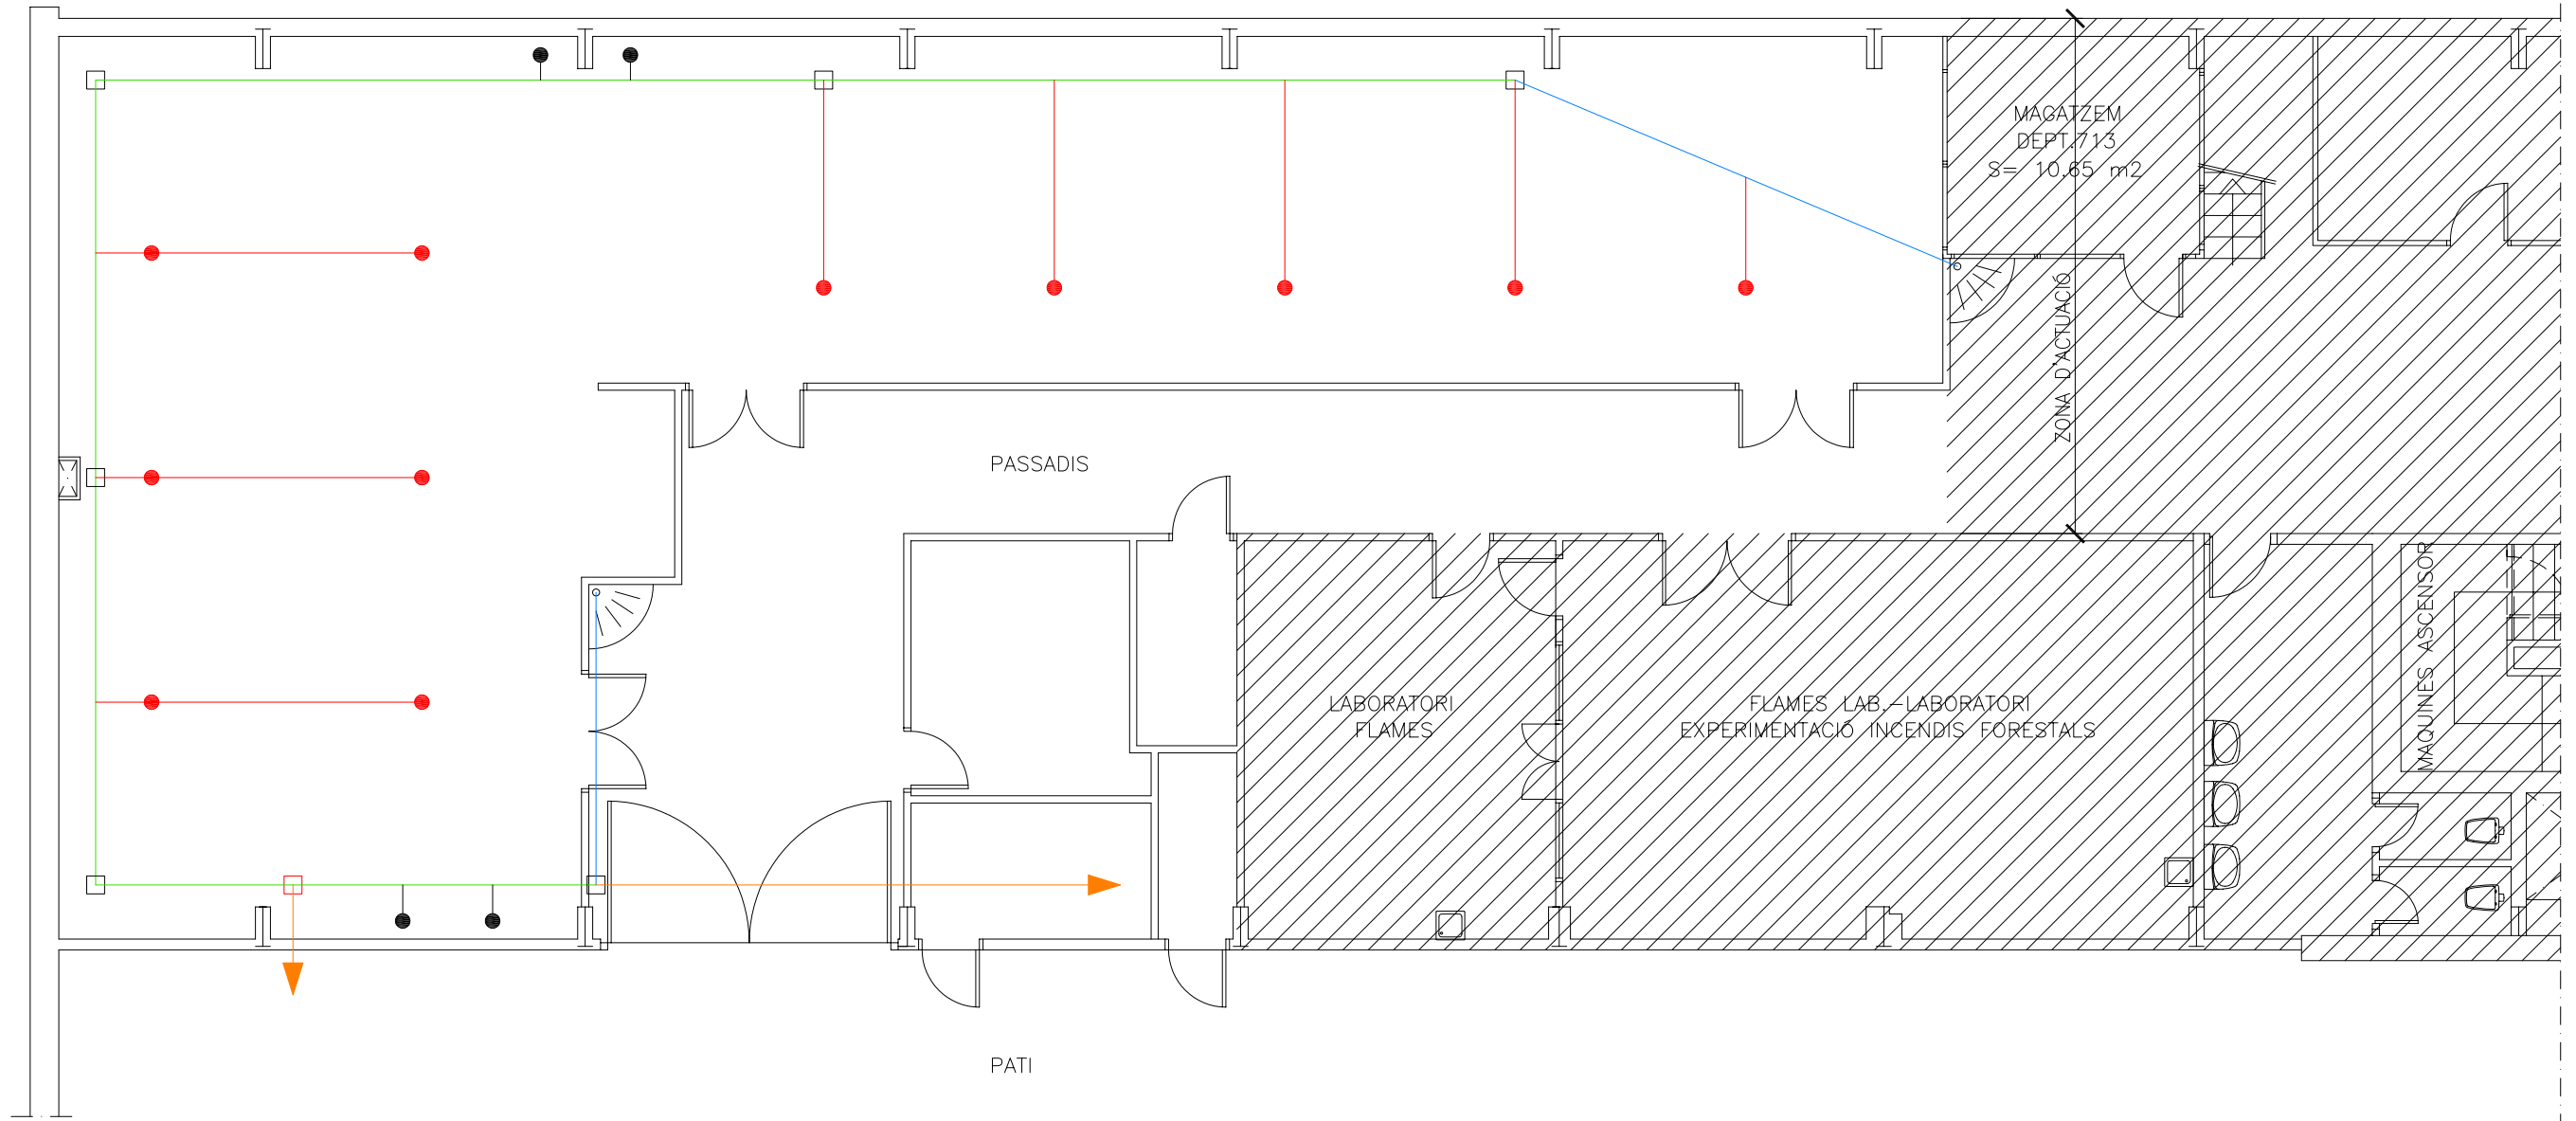 MAGATZEM
DEPT.713
S= 10.65 m2
ZONA D'ACTUACIÓ
PASSADIS
LABORATORI
FLAMES
FLAMES LAB.-LABORATORI
EXPERIMENTACIÓ INCENDIS FORESTALS
MAQUINES ASCENSOR
PATI